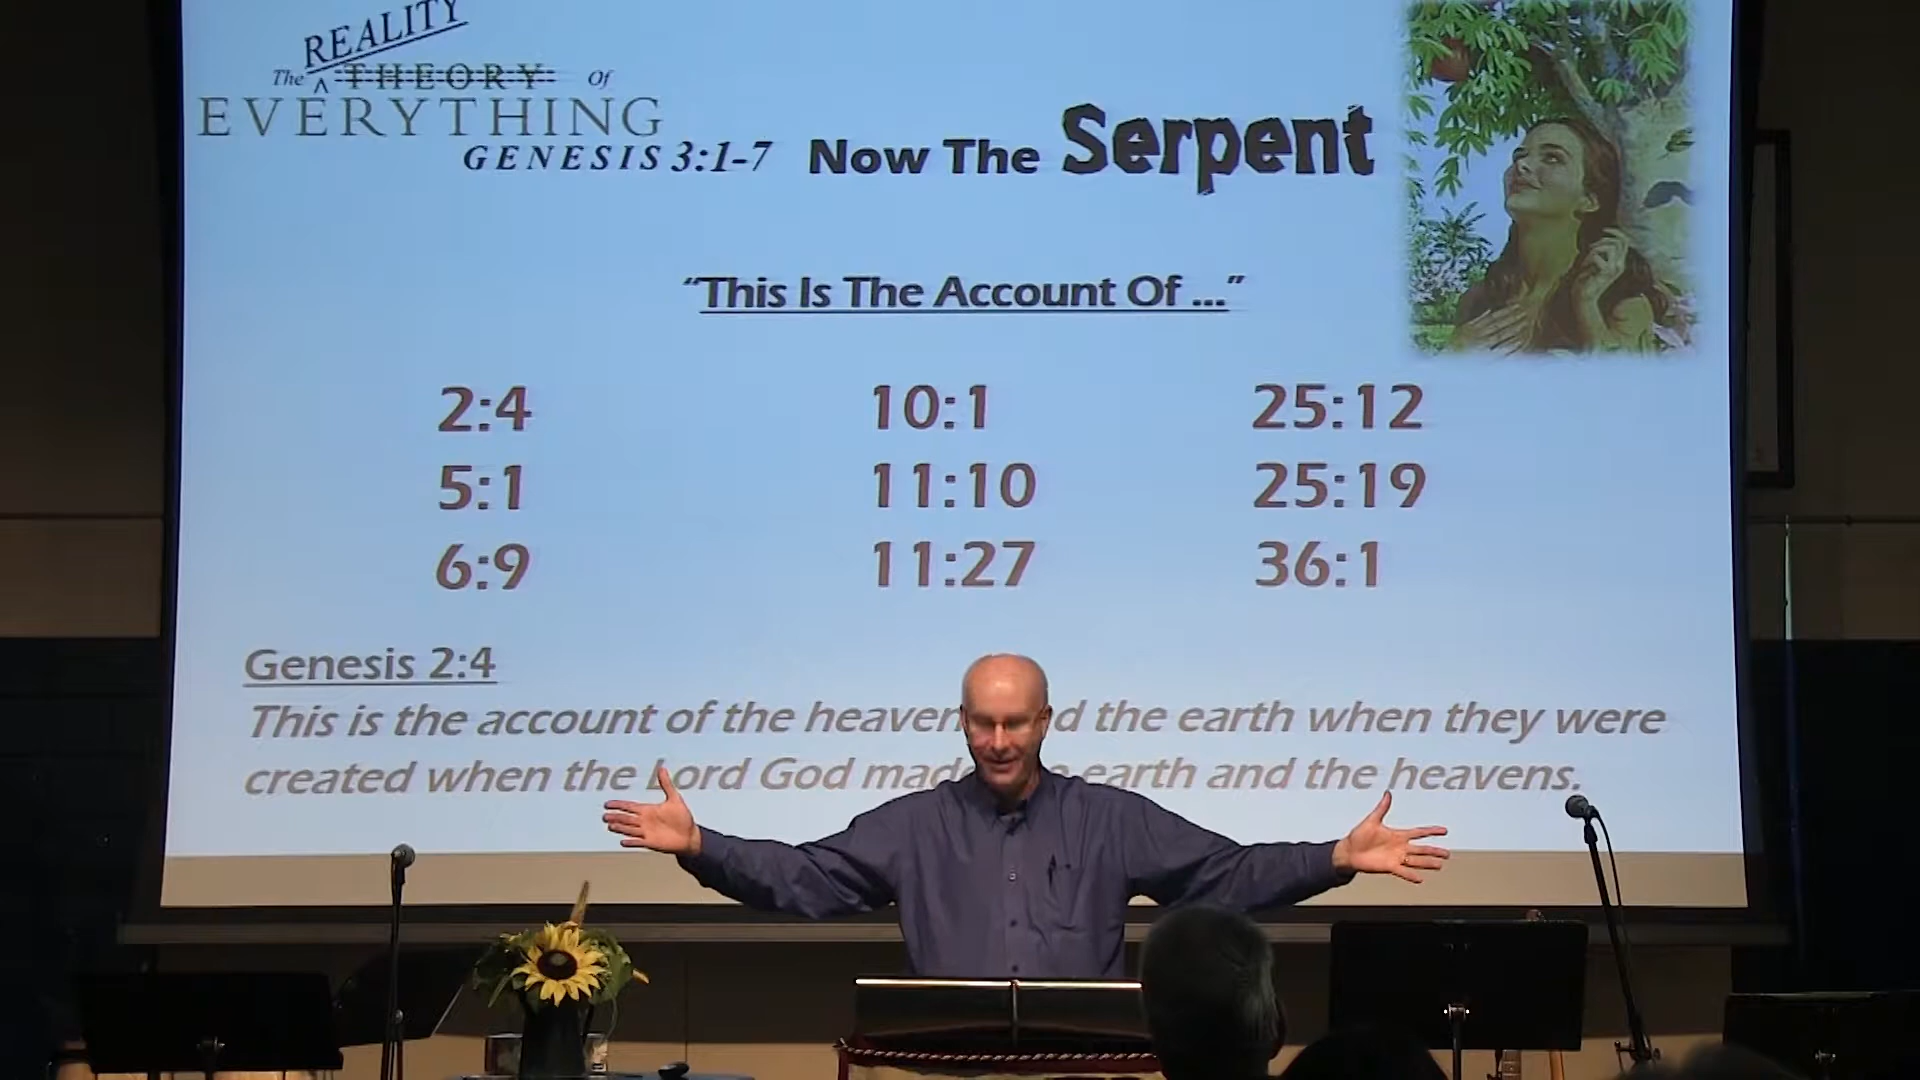 REALITY
The ^ THEORY Of
EVERYTHING
GENESIS 3:1-7 Now The Serpent
“This Is The Account Of ...”
2:4 10:1 25:12
5:1 11:10 25:19
6:9 11:27 36:1
Genesis 2:4
This is the account of the heaven d the earth when they were
created when the Lord God mad earth and the heavens.